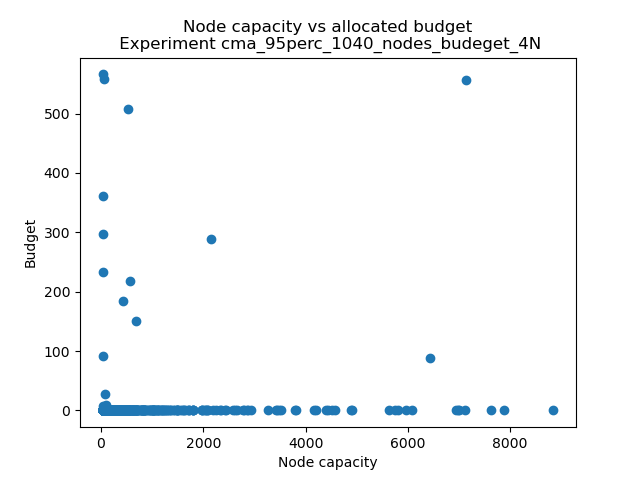 Node capacity vs allocated budget
Experiment cma_95perc_1040_nodes_budeget_4N
500
400
300
200
100
0
Budget
0 2000 4000 6000 8000
Node capacity